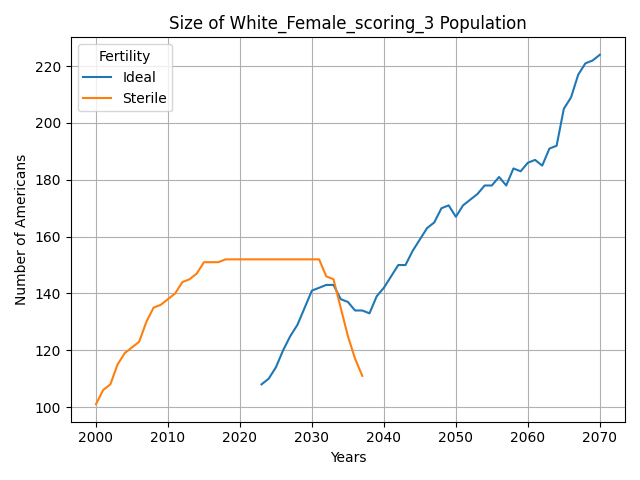 Size of White_Female_scoring_3 Population
Fertility
Ideal
Sterile
Number of Americans
220
200
180
160
140
120
100
2000 2010 2020 2030 2040 2050 2060 2070
Years